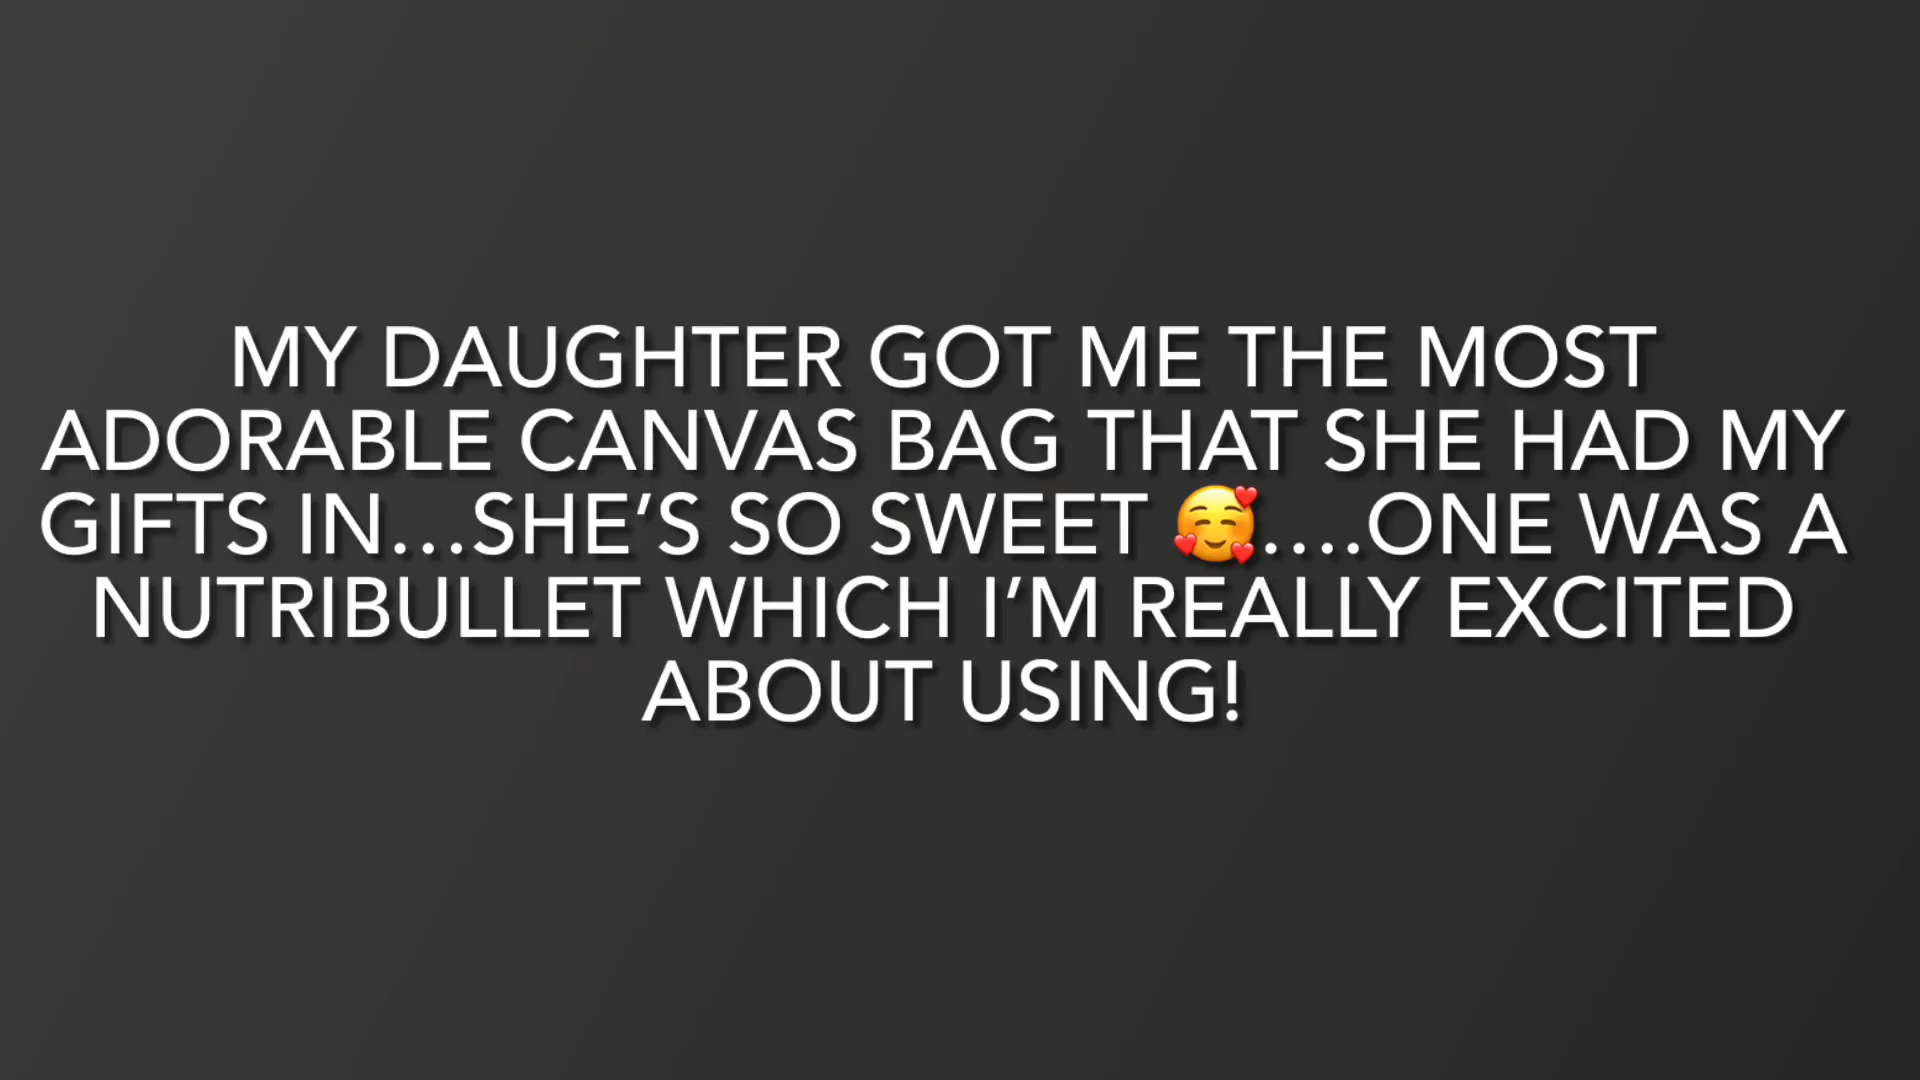 MY DAUGHTER GOT ME THE MOST
ADORABLE CANVAS BAG THAT SHE HAD MY
GIFTS IN...SHE’S SO SWEET 🥰....ONE WAS A
NUTRIBULLET WHICH I’M REALLY EXCITED
ABOUT USING!